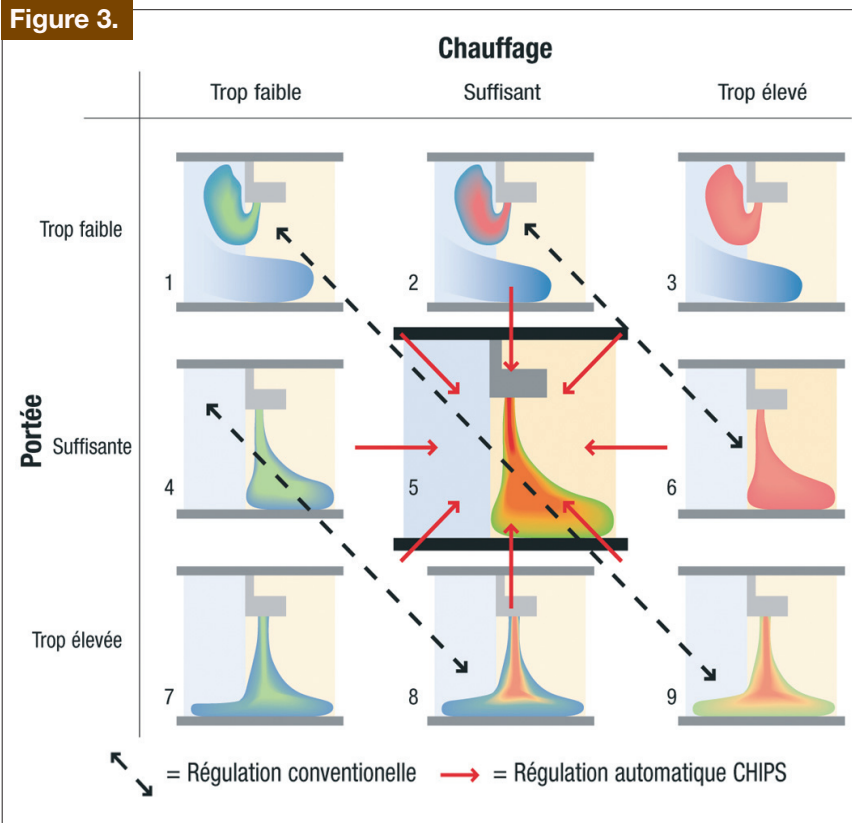 Figure 3.
Chauffage
Trop faible Suffisant Trop élevé
Trop faible
1 2 3
Portée
Suffisante
4 5 6
Trop élevée
7 8 9
= Régulation conventionelle = Régulation automatique CHIPS